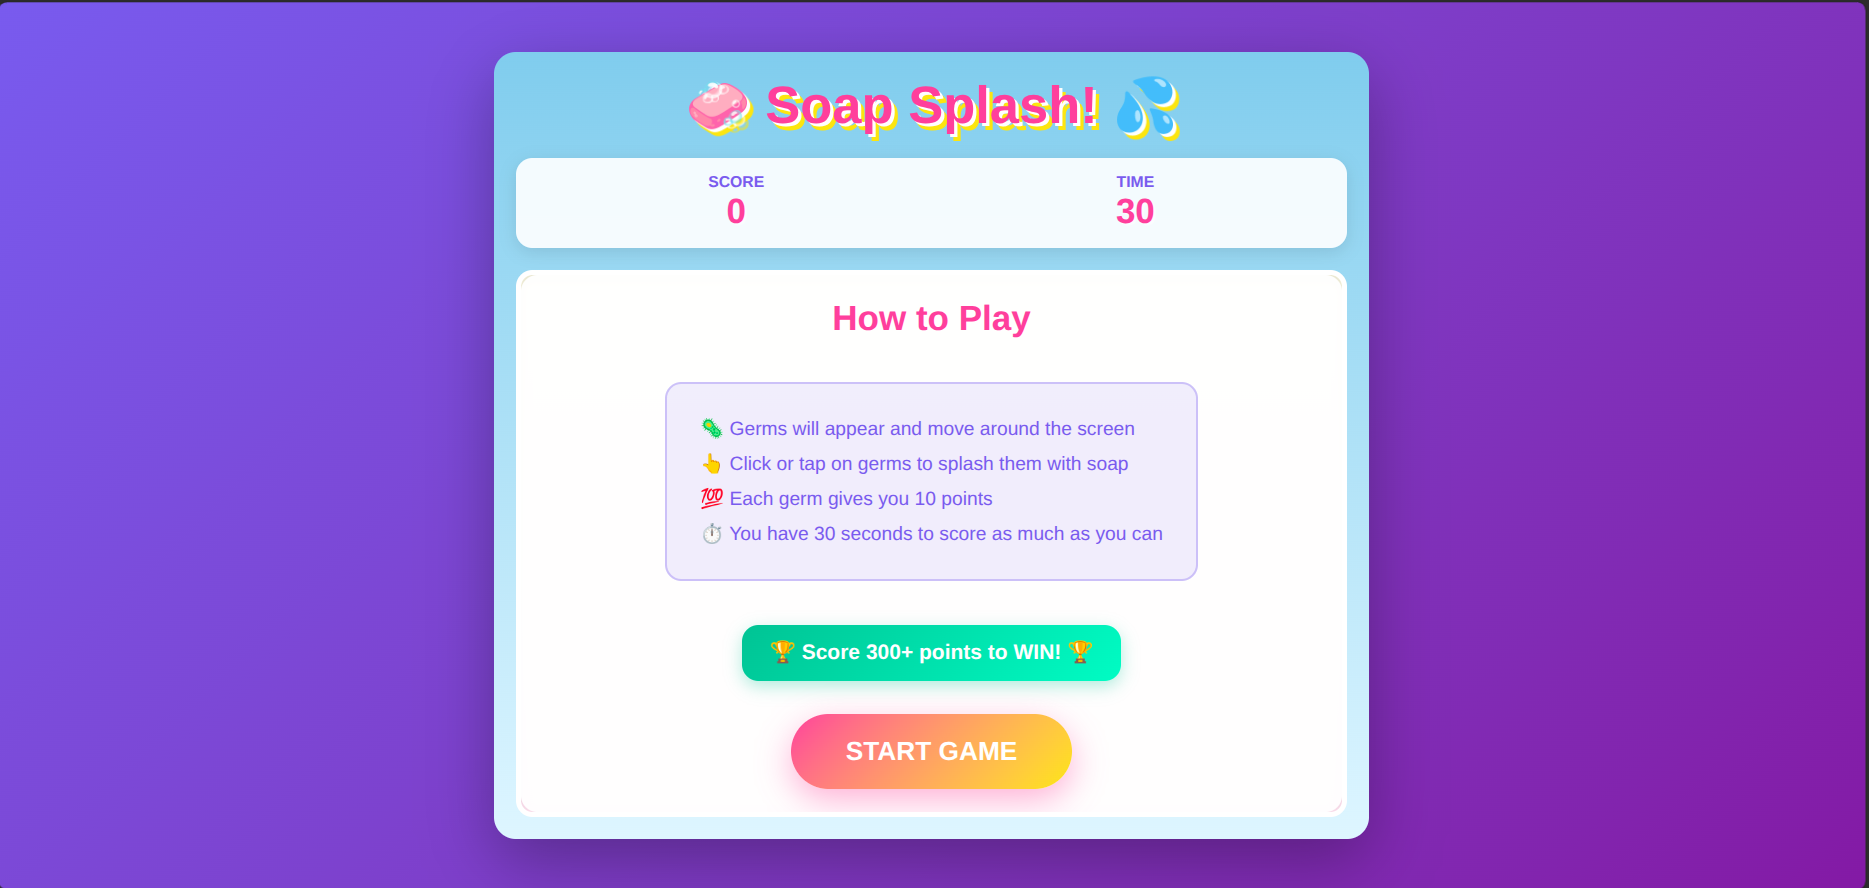 🧼 Soap Splash! 💦
SCORE
0
TIME
30
How to Play
🦠 Germs will appear and move around the screen
👆 Click or tap on germs to splash them with soap
💯 Each germ gives you 10 points
⏱️ You have 30 seconds to score as much as you can
🏆 Score 300+ points to WIN! 🏆
START GAME